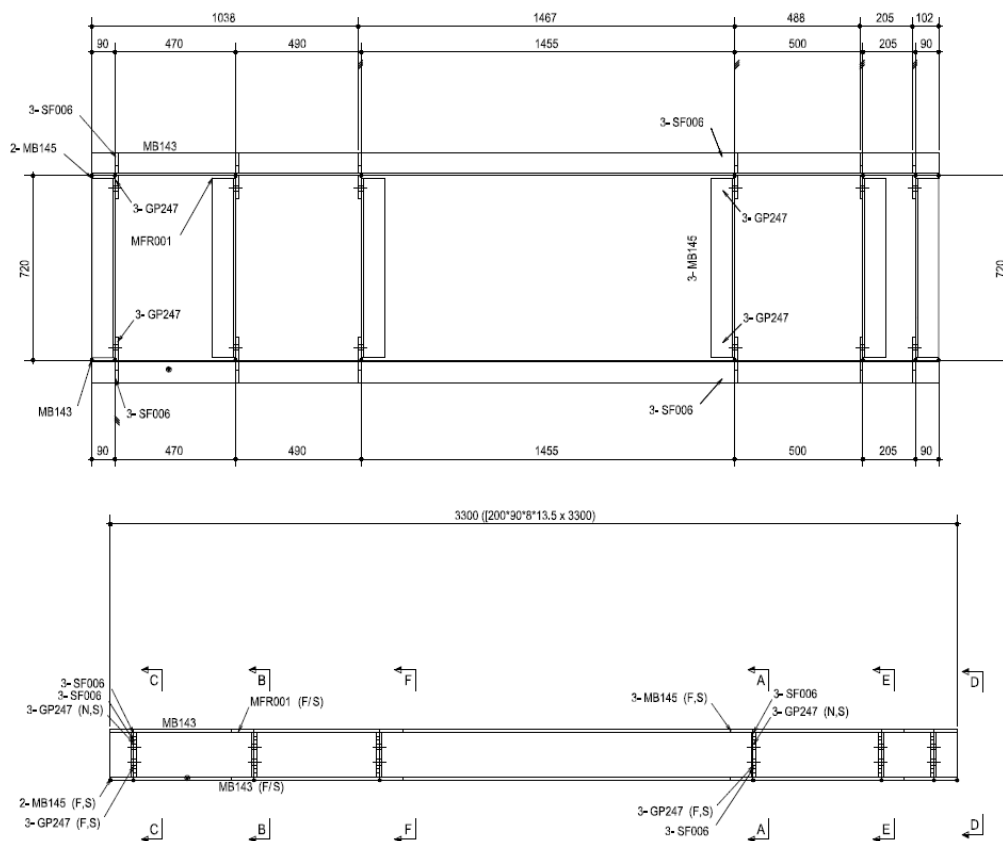 1038 1467 488 205 102
90 470 490 1455 500 205 90
3- SF006
3- SF006
2- MB145
MB143
3- GP247
3- GP247
MFR001
3- MB145
720
720
3- GP247
3- GP247
MB143
3- SF006
3- SF006
90 470 490 1455 500 205 90
3300 ([200*90*8*13.5 x 3300)
C B F A E D
3- SF006
3- SF006
3- GP247 (N,S)
MB143
MFR001 (F/S)
3- MB145 (F,S)
3- SF006
3- GP247 (N,S)
MB143 (F/S)
2- MB145 (F,S)
3- GP247 (F,S)
3- GP247 (F,S)
3- SF006
C B F A E D